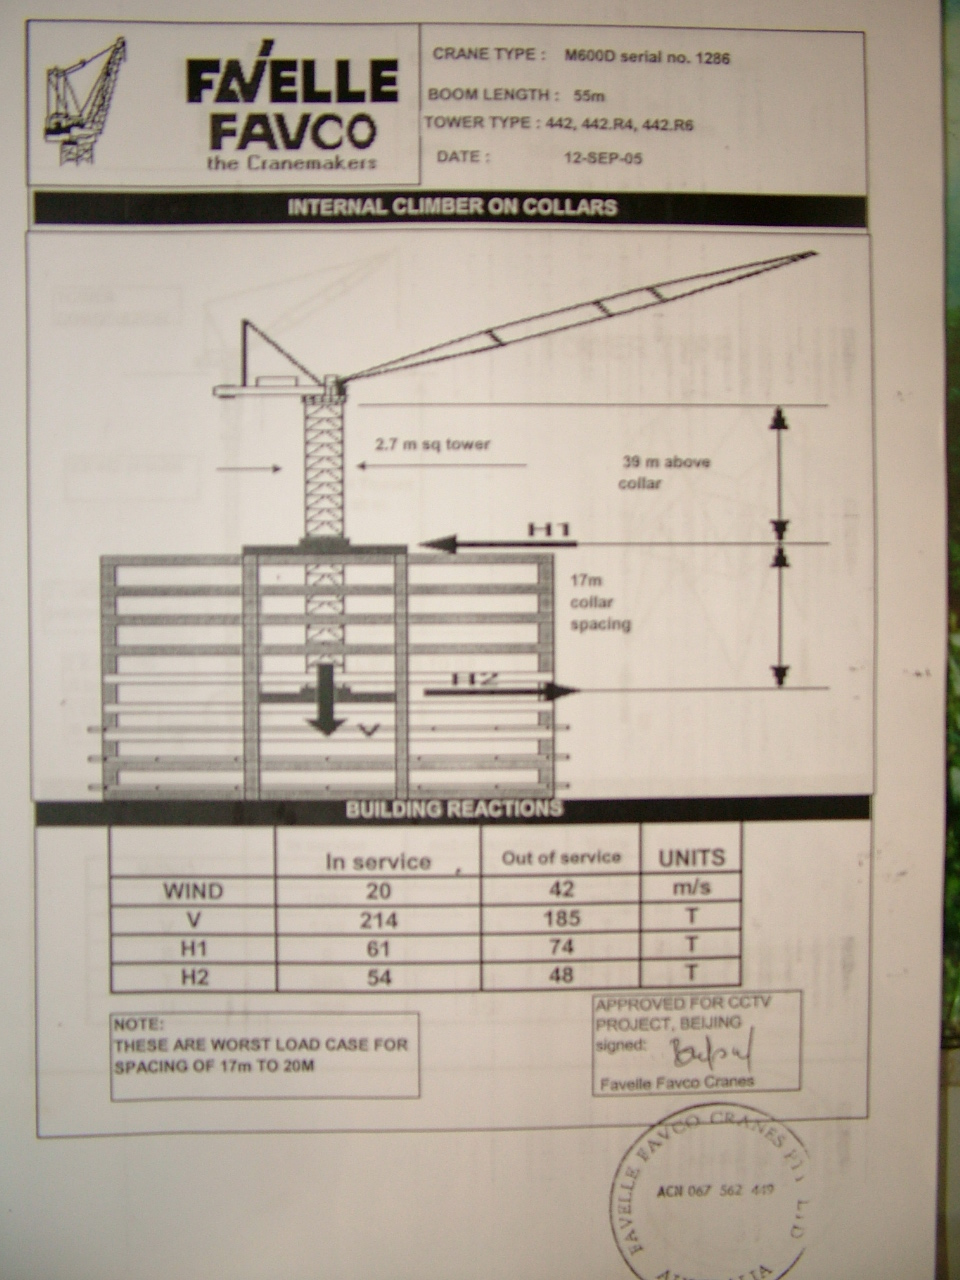 FAVELLE
FAVCO
the Cranemakers
CRANE TYPE : M600D serial no. 1286
BOOM LENGTH : 55m
TOWER TYPE : 442, 442.R4, 442.R6
DATE : 12-SEP-05
INTERNAL CLIMBER ON COLLARS
2.7 m sq tower
39 m above
collar
H1
17m
collar
spacing
H2
V
BUILDING REACTIONS
In service Out of service UNITS
WIND 20 42 m/s
V 214 185 T
H1 61 74 T
H2 54 48 T
NOTE:
THESE ARE WORST LOAD CASE FOR
SPACING OF 17m TO 20M
APPROVED FOR CCTV
PROJECT, BEIJING
signed:
Favelle Favco Cranes
FAVELLE FAVCO CRANES PTY LTD
ACN 067 562 449
AUSTRALIA